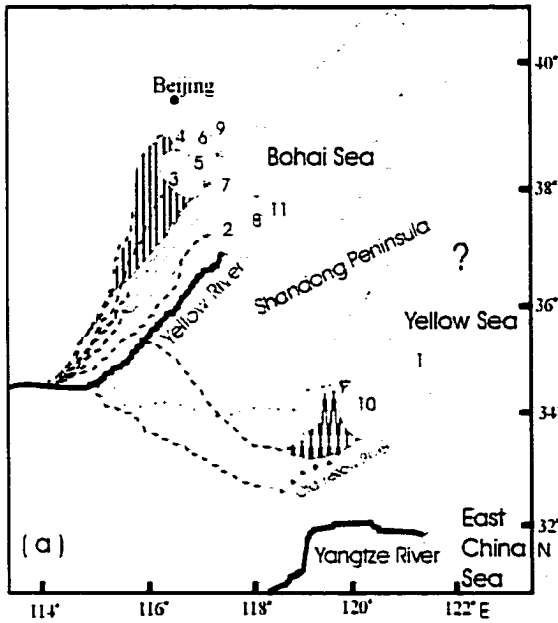 40°
Beijing
4 6 9
5
3
7
Bohai Sea
38°
8 11
2
Shandong Peninsula
?
36°
Yellow River
Yellow Sea
1
10
34°
32°
N
(a)
Yangtze River
East
China
Sea
114° 116° 118° 120° 122° E